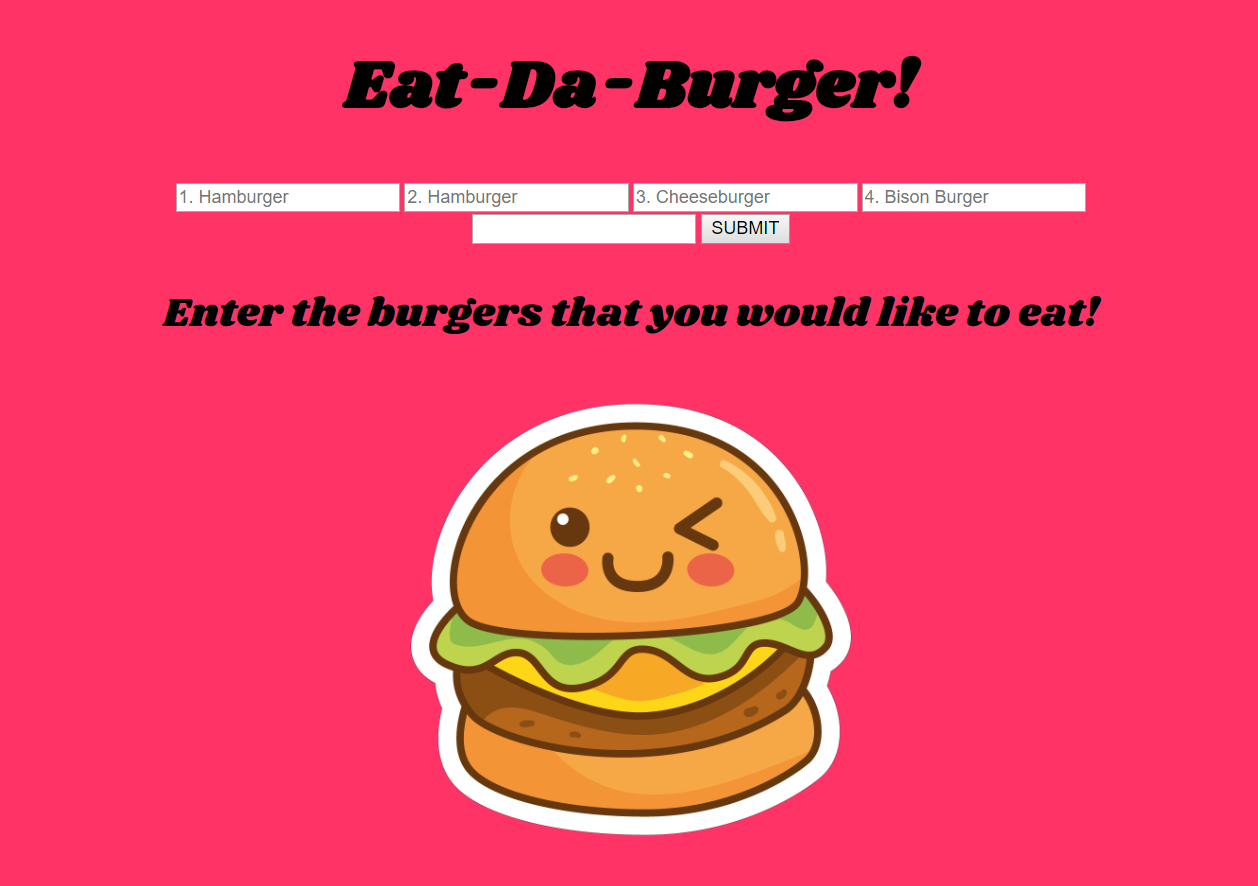 Eat-Da-Burger!
1. Hamburger 2. Hamburger 3. Cheeseburger 4. Bison Burger
SUBMIT
Enter the burgers that you would like to eat!